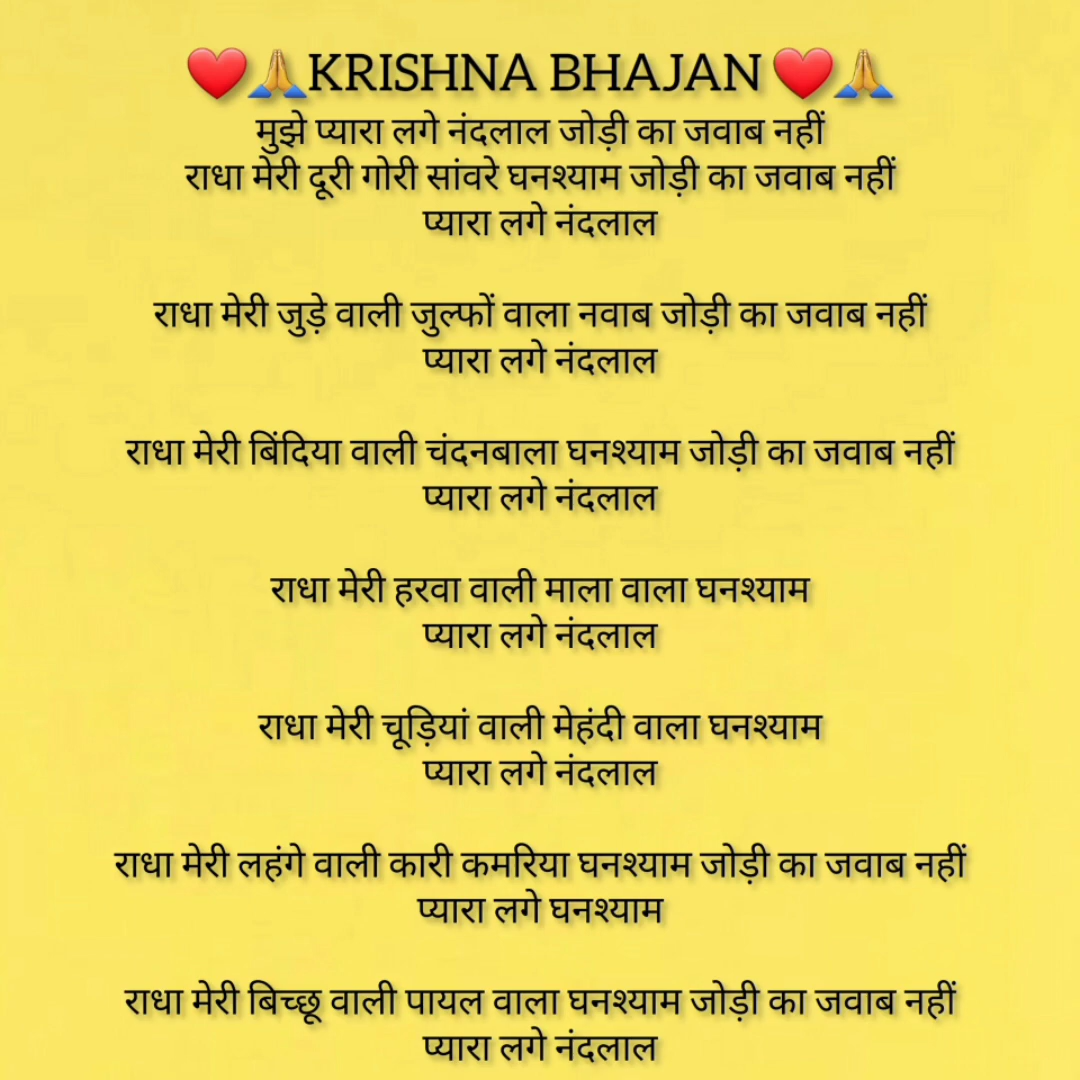 ❤️🙏KRISHNA BHAJAN❤️🙏
मुझे प्यारा लगे नंदलाल जोड़ी का जवाब नहीं
राधा मेरी दूरी गोरी सांवरे घनश्याम जोड़ी का जवाब नहीं
प्यारा लगे नंदलाल
राधा मेरी जुड़े वाली जुल्फों वाला नवाब जोड़ी का जवाब नहीं
प्यारा लगे नंदलाल
राधा मेरी बिंदिया वाली चंदनबाला घनश्याम जोड़ी का जवाब नहीं
प्यारा लगे नंदलाल
राधा मेरी हरवा वाली माला वाला घनश्याम
प्यारा लगे नंदलाल
राधा मेरी चूड़ियां वाली मेहंदी वाला घनश्याम
प्यारा लगे नंदलाल
राधा मेरी लहंगे वाली कारी कमरिया घनश्याम जोड़ी का जवाब नहीं
प्यारा लगे घनश्याम
राधा मेरी बिच्छू वाली पायल वाला घनश्याम जोड़ी का जवाब नहीं
प्यारा लगे नंदलाल